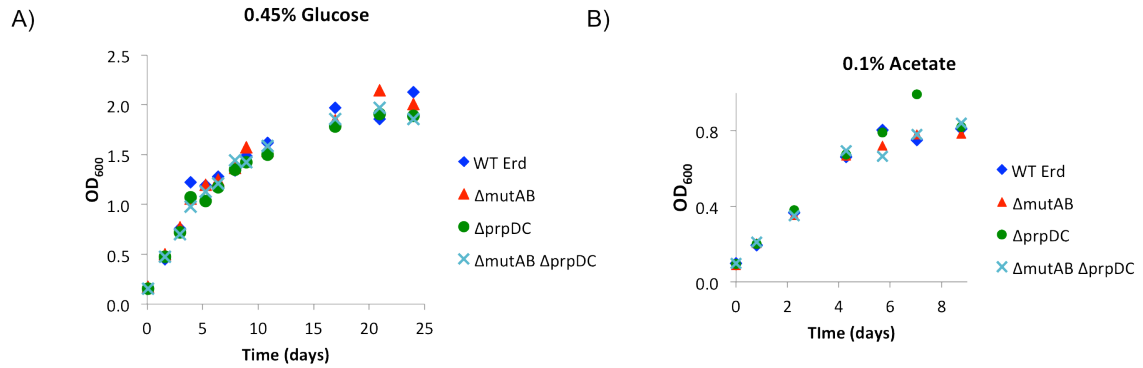 A)
0.45% Glucose
2.5
2.0
1.5
1.0
0.5
0.0
OD600
0 5 10 15 20 25
Time (days)
WT Erd
ΔmutAB
ΔprpDC
ΔmutAB ΔprpDC
B)
0.1% Acetate
0.8
0.4
0.0
OD600
0 2 4 6 8
TIme (days)
WT Erd
ΔmutAB
ΔprpDC
ΔmutAB ΔprpDC